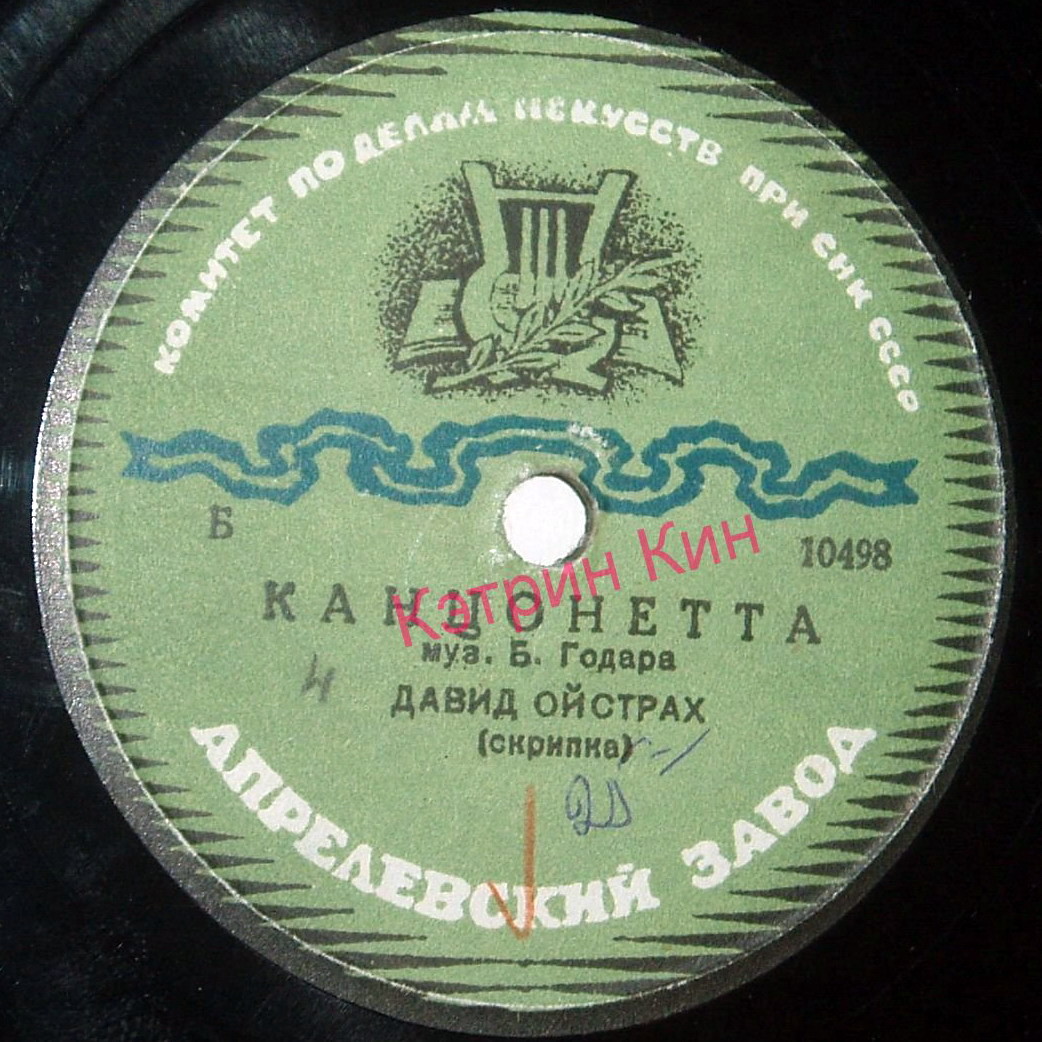 КОМИТЕТ ПО ДЕЛАМ ИСКУССТВ ПРИ СНК СССР
Б
10498
КАНЦОНЕТТА
Кэтрин Кин
муз. Б. Годара
ДАВИД ОЙСТРАХ
(скрипка)
АПРЕЛЕВСКИЙ ЗАВОД